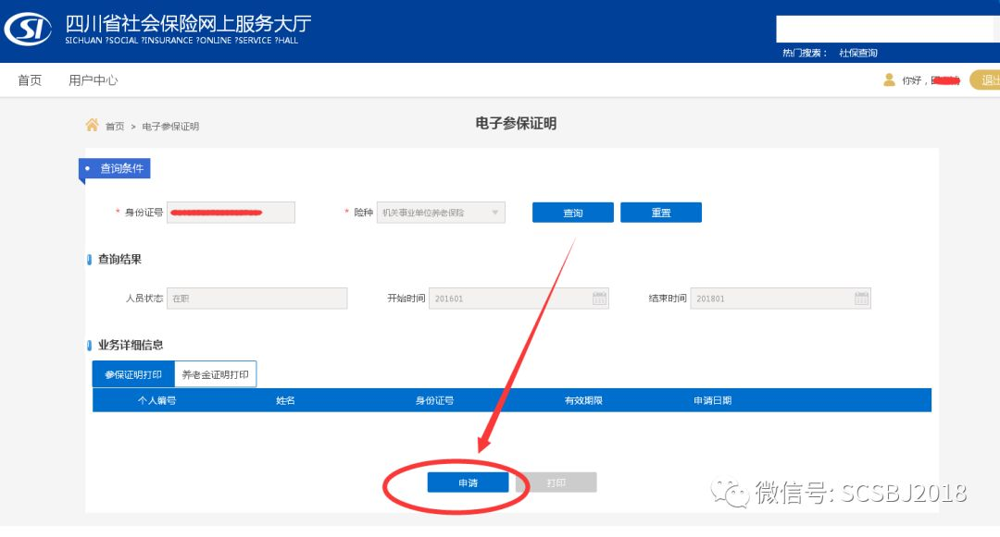 四川省社会保险网上服务大厅
SICHUAN ?SOCIAL ?INSURANCE ?ONLINE ?SERVICE ?HALL
热门搜索： 社保查询
首页 用户中心
你好，
退出
首页 > 电子参保证明
电子参保证明
查询条件
* 身份证号
* 险种 机关事业单位养老保险
查询 重置
查询结果
人员状态 在职 开始时间 201601 结束时间 201801
业务详细信息
参保证明打印 养老金证明打印
个人编号 姓名 身份证号 有效期限 申请日期
申请 打印
微信号: SCSBJ2018